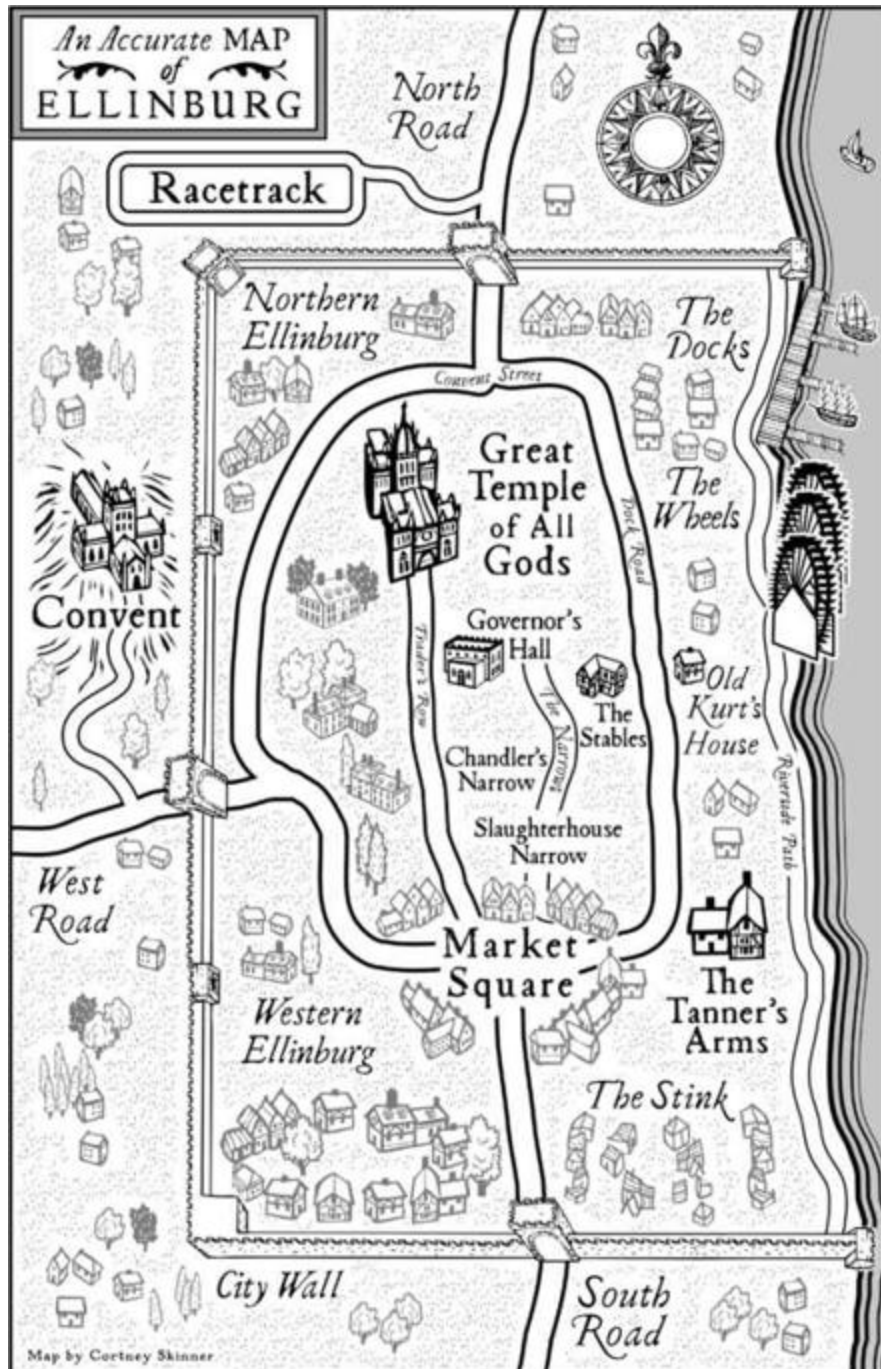 An Accurate MAP
of
ELLINBURG
North
Road
Racetrack
Northern
Ellinburg
The
Docks
Convent Street
Great
Temple
of All
Gods
The
Wheels
Dock Road
Convent
Governor's
Hall
Trader's Row
The Narrows
The
Stables
Old
Kurt's
House
Chandler's
Narrow
Riverside Path
Slaughterhouse
Narrow
West
Road
Market
Square
The
Tanner's
Arms
Western
Ellinburg
The Stink
City Wall
South
Road
Map by Cortney Skinner